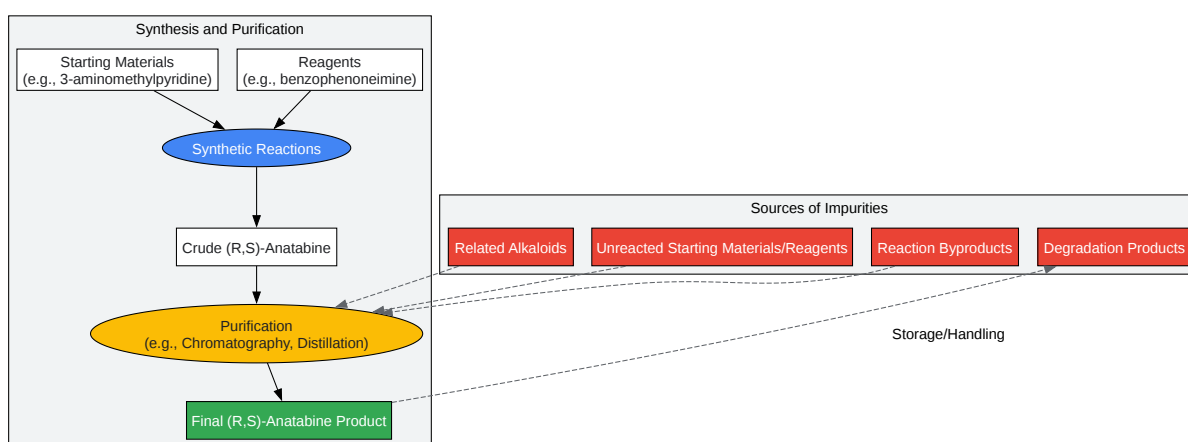 Synthesis and Purification
Starting Materials
(e.g., 3-aminomethylpyridine)
Reagents
(e.g., benzophenoneimine)
Synthetic Reactions
Crude (R,S)-Anatabine
Purification
(e.g., Chromatography, Distillation)
Final (R,S)-Anatabine Product
Sources of Impurities
Related Alkaloids
Unreacted Starting Materials/Reagents
Reaction Byproducts
Degradation Products
Storage/Handling